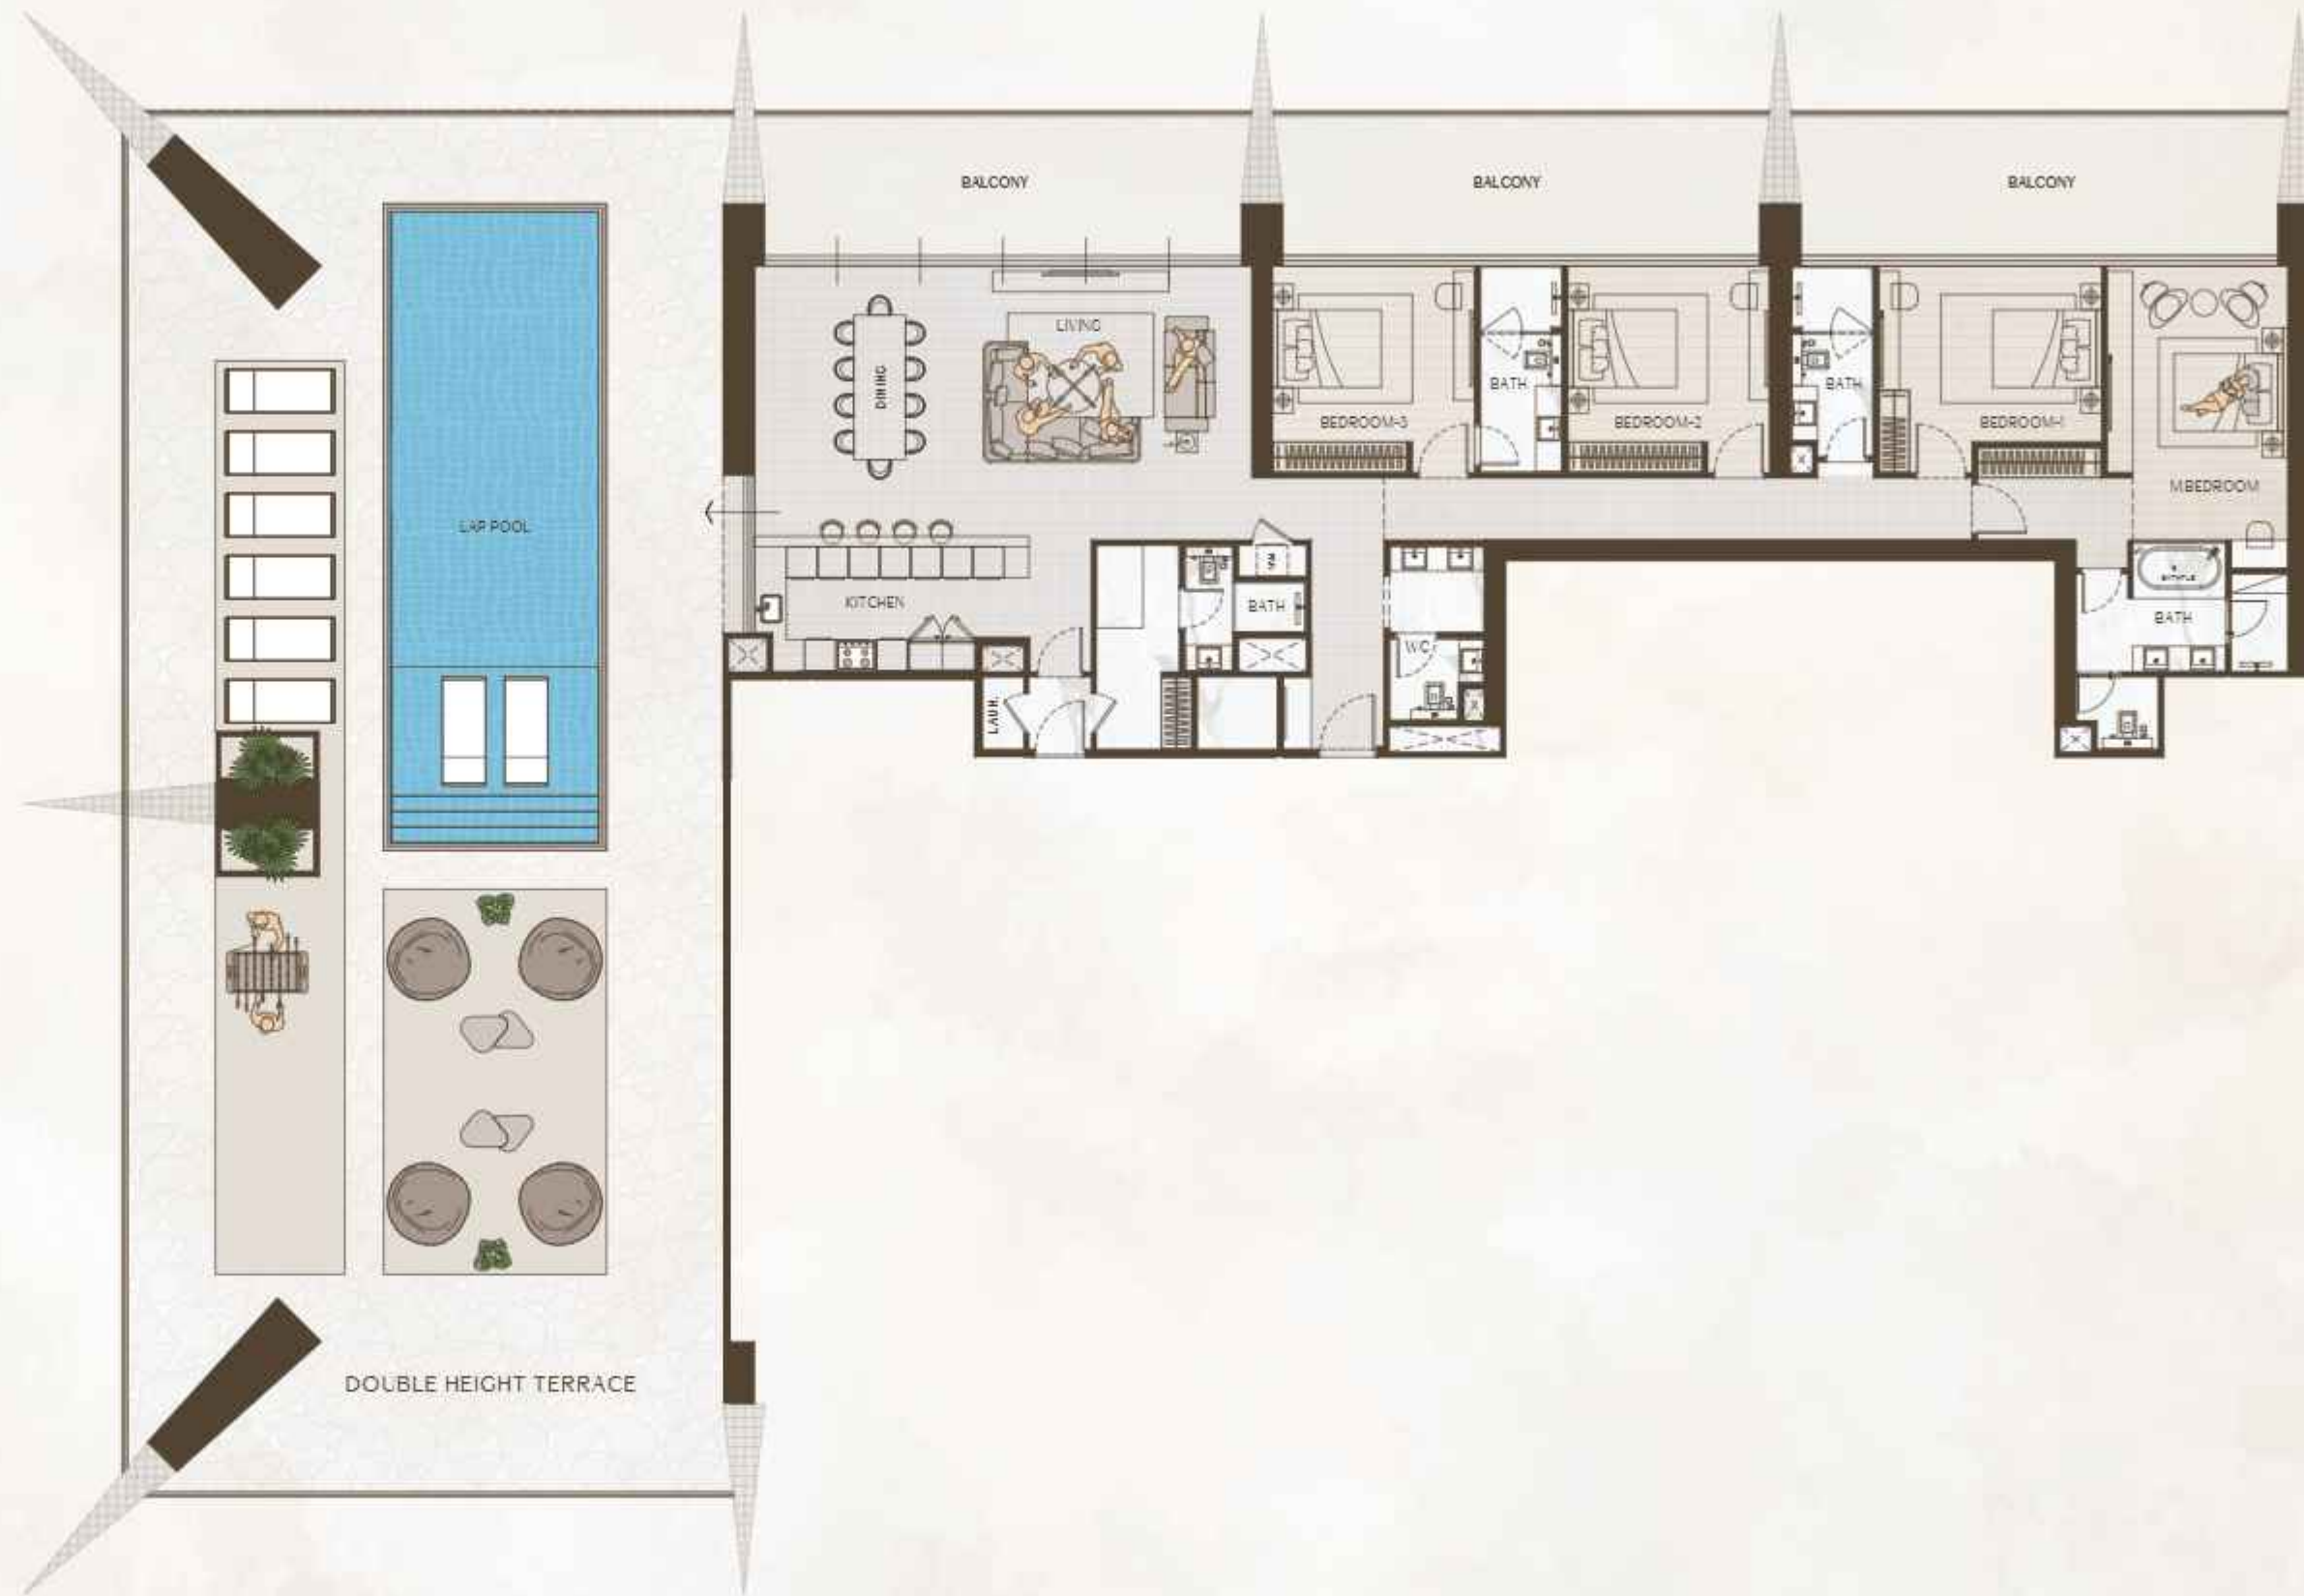 BALCONY
BALCONY
BALCONY
LIVING
DINING
BATH
BATH
BEDROOM-3
BEDROOM-2
BEDROOM-1
M.BEDROOM
LAP POOL
KITCHEN
BATH
BATH
WC
LAUN.
DOUBLE HEIGHT TERRACE